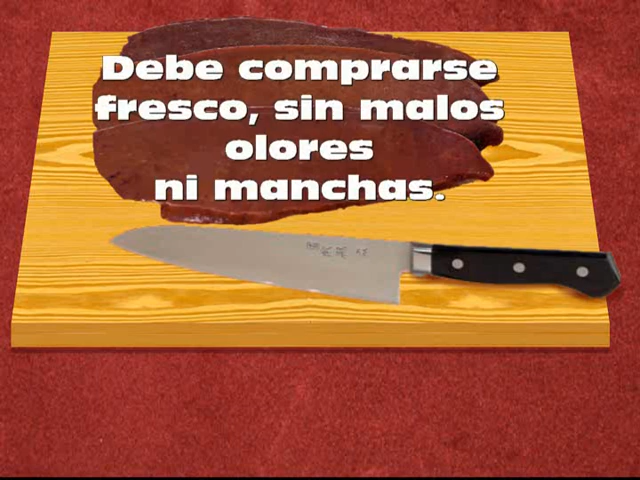 Debe comprarse
fresco, sin malos
olores
ni manchas.